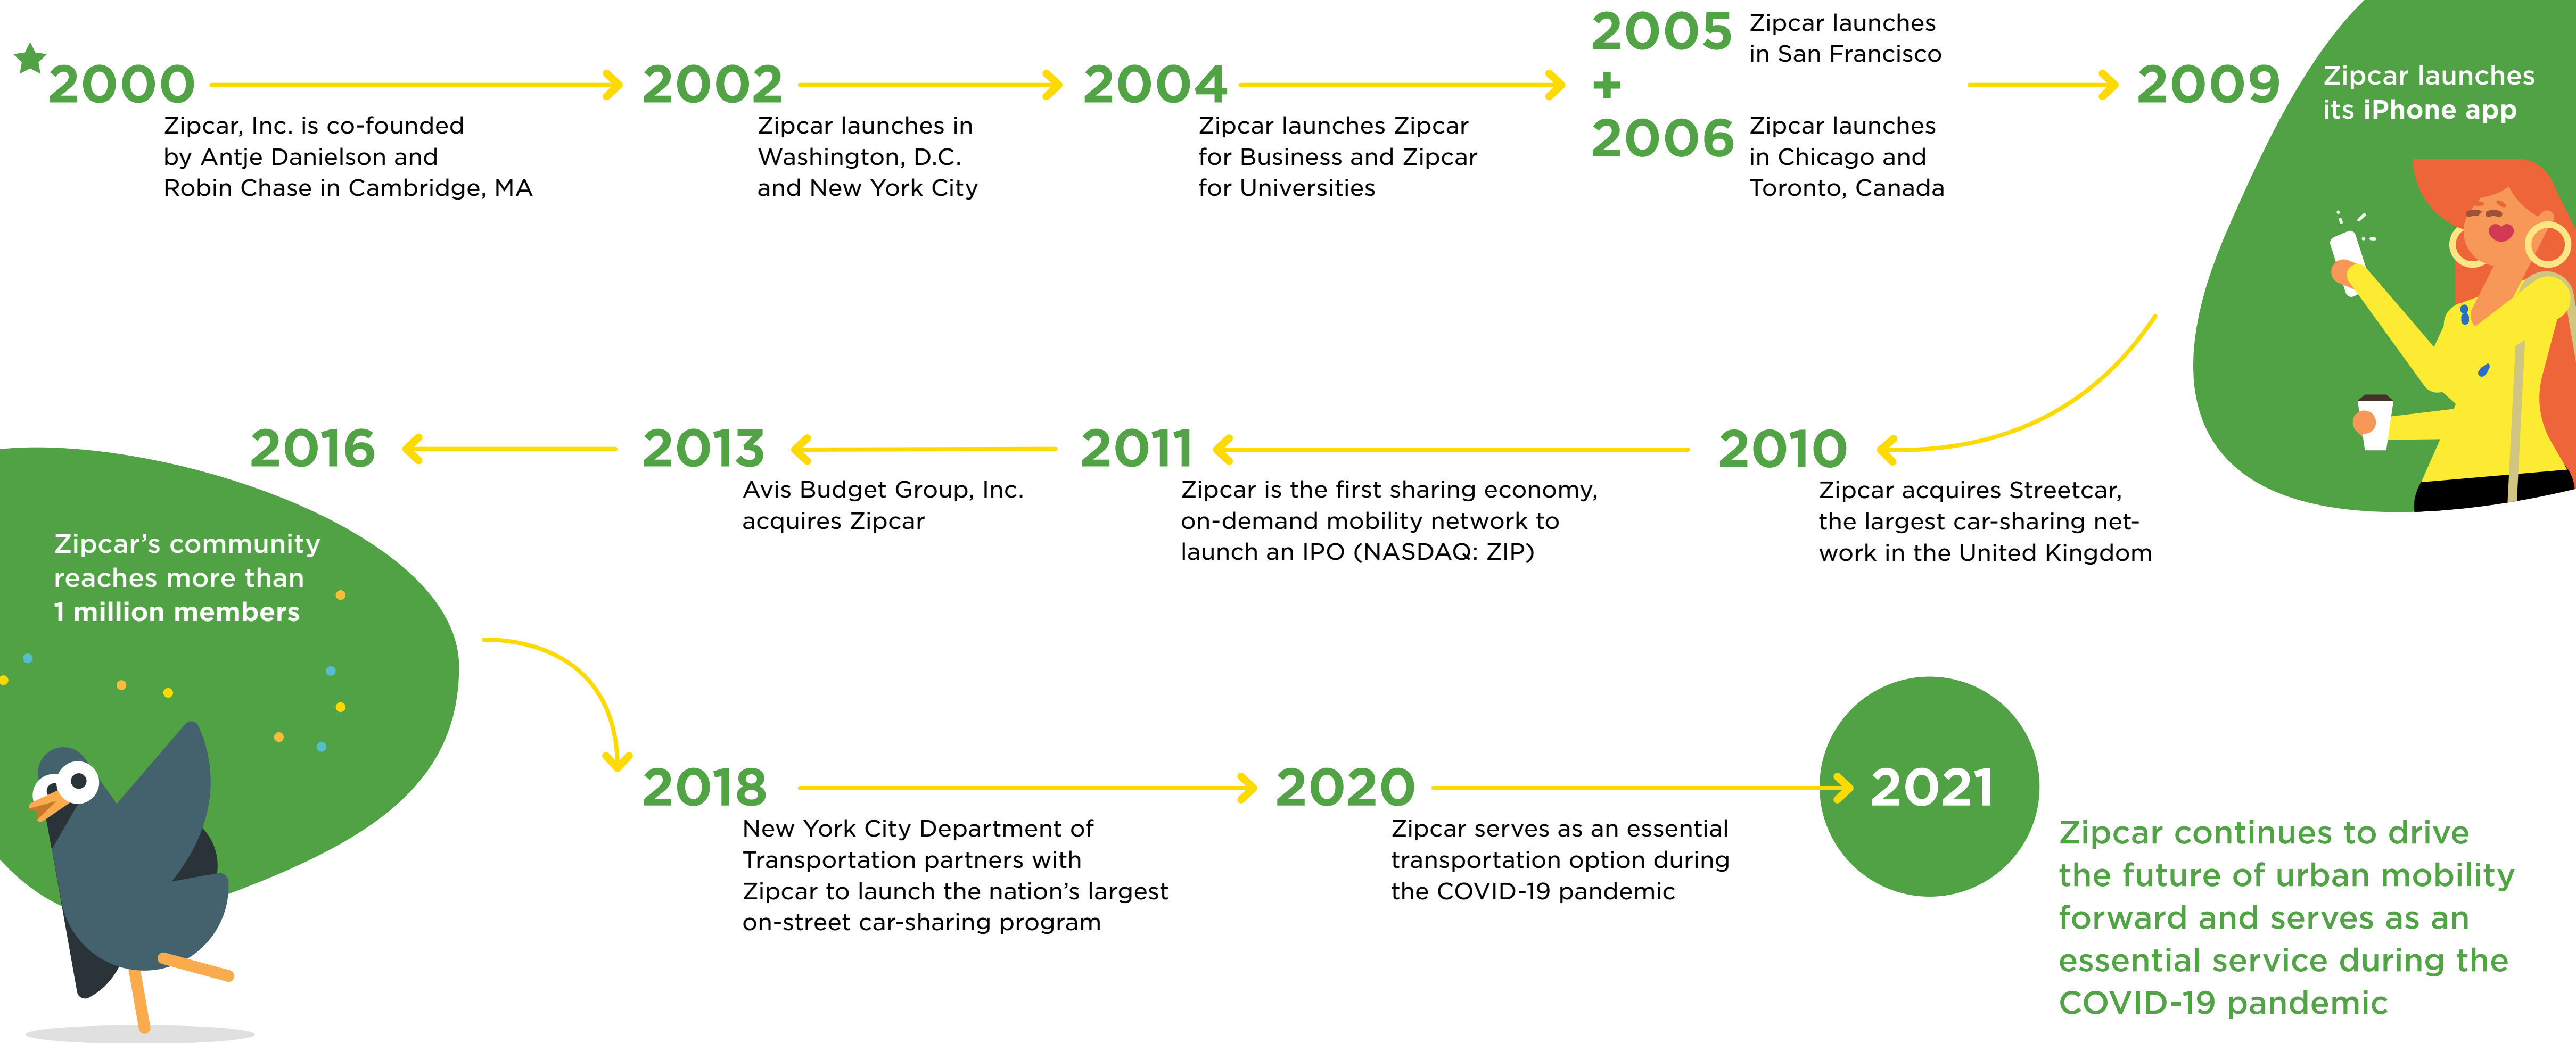 2000
Zipcar, Inc. is co-founded
by Antje Danielson and
Robin Chase in Cambridge, MA
2002
Zipcar launches in
Washington, D.C.
and New York City
2004
Zipcar launches Zipcar
for Business and Zipcar
for Universities
2005
Zipcar launches
in San Francisco
+
2006
Zipcar launches
in Chicago and
Toronto, Canada
2009
Zipcar launches
its iPhone app
2010
Zipcar acquires Streetcar,
the largest car-sharing net-
work in the United Kingdom
2011
Zipcar is the first sharing economy,
on-demand mobility network to
launch an IPO (NASDAQ: ZIP)
2013
Avis Budget Group, Inc.
acquires Zipcar
2016
Zipcar’s community
reaches more than
1 million members
2018
New York City Department of
Transportation partners with
Zipcar to launch the nation’s largest
on-street car-sharing program
2020
Zipcar serves as an essential
transportation option during
the COVID-19 pandemic
2021
Zipcar continues to drive
the future of urban mobility
forward and serves as an
essential service during the
COVID-19 pandemic